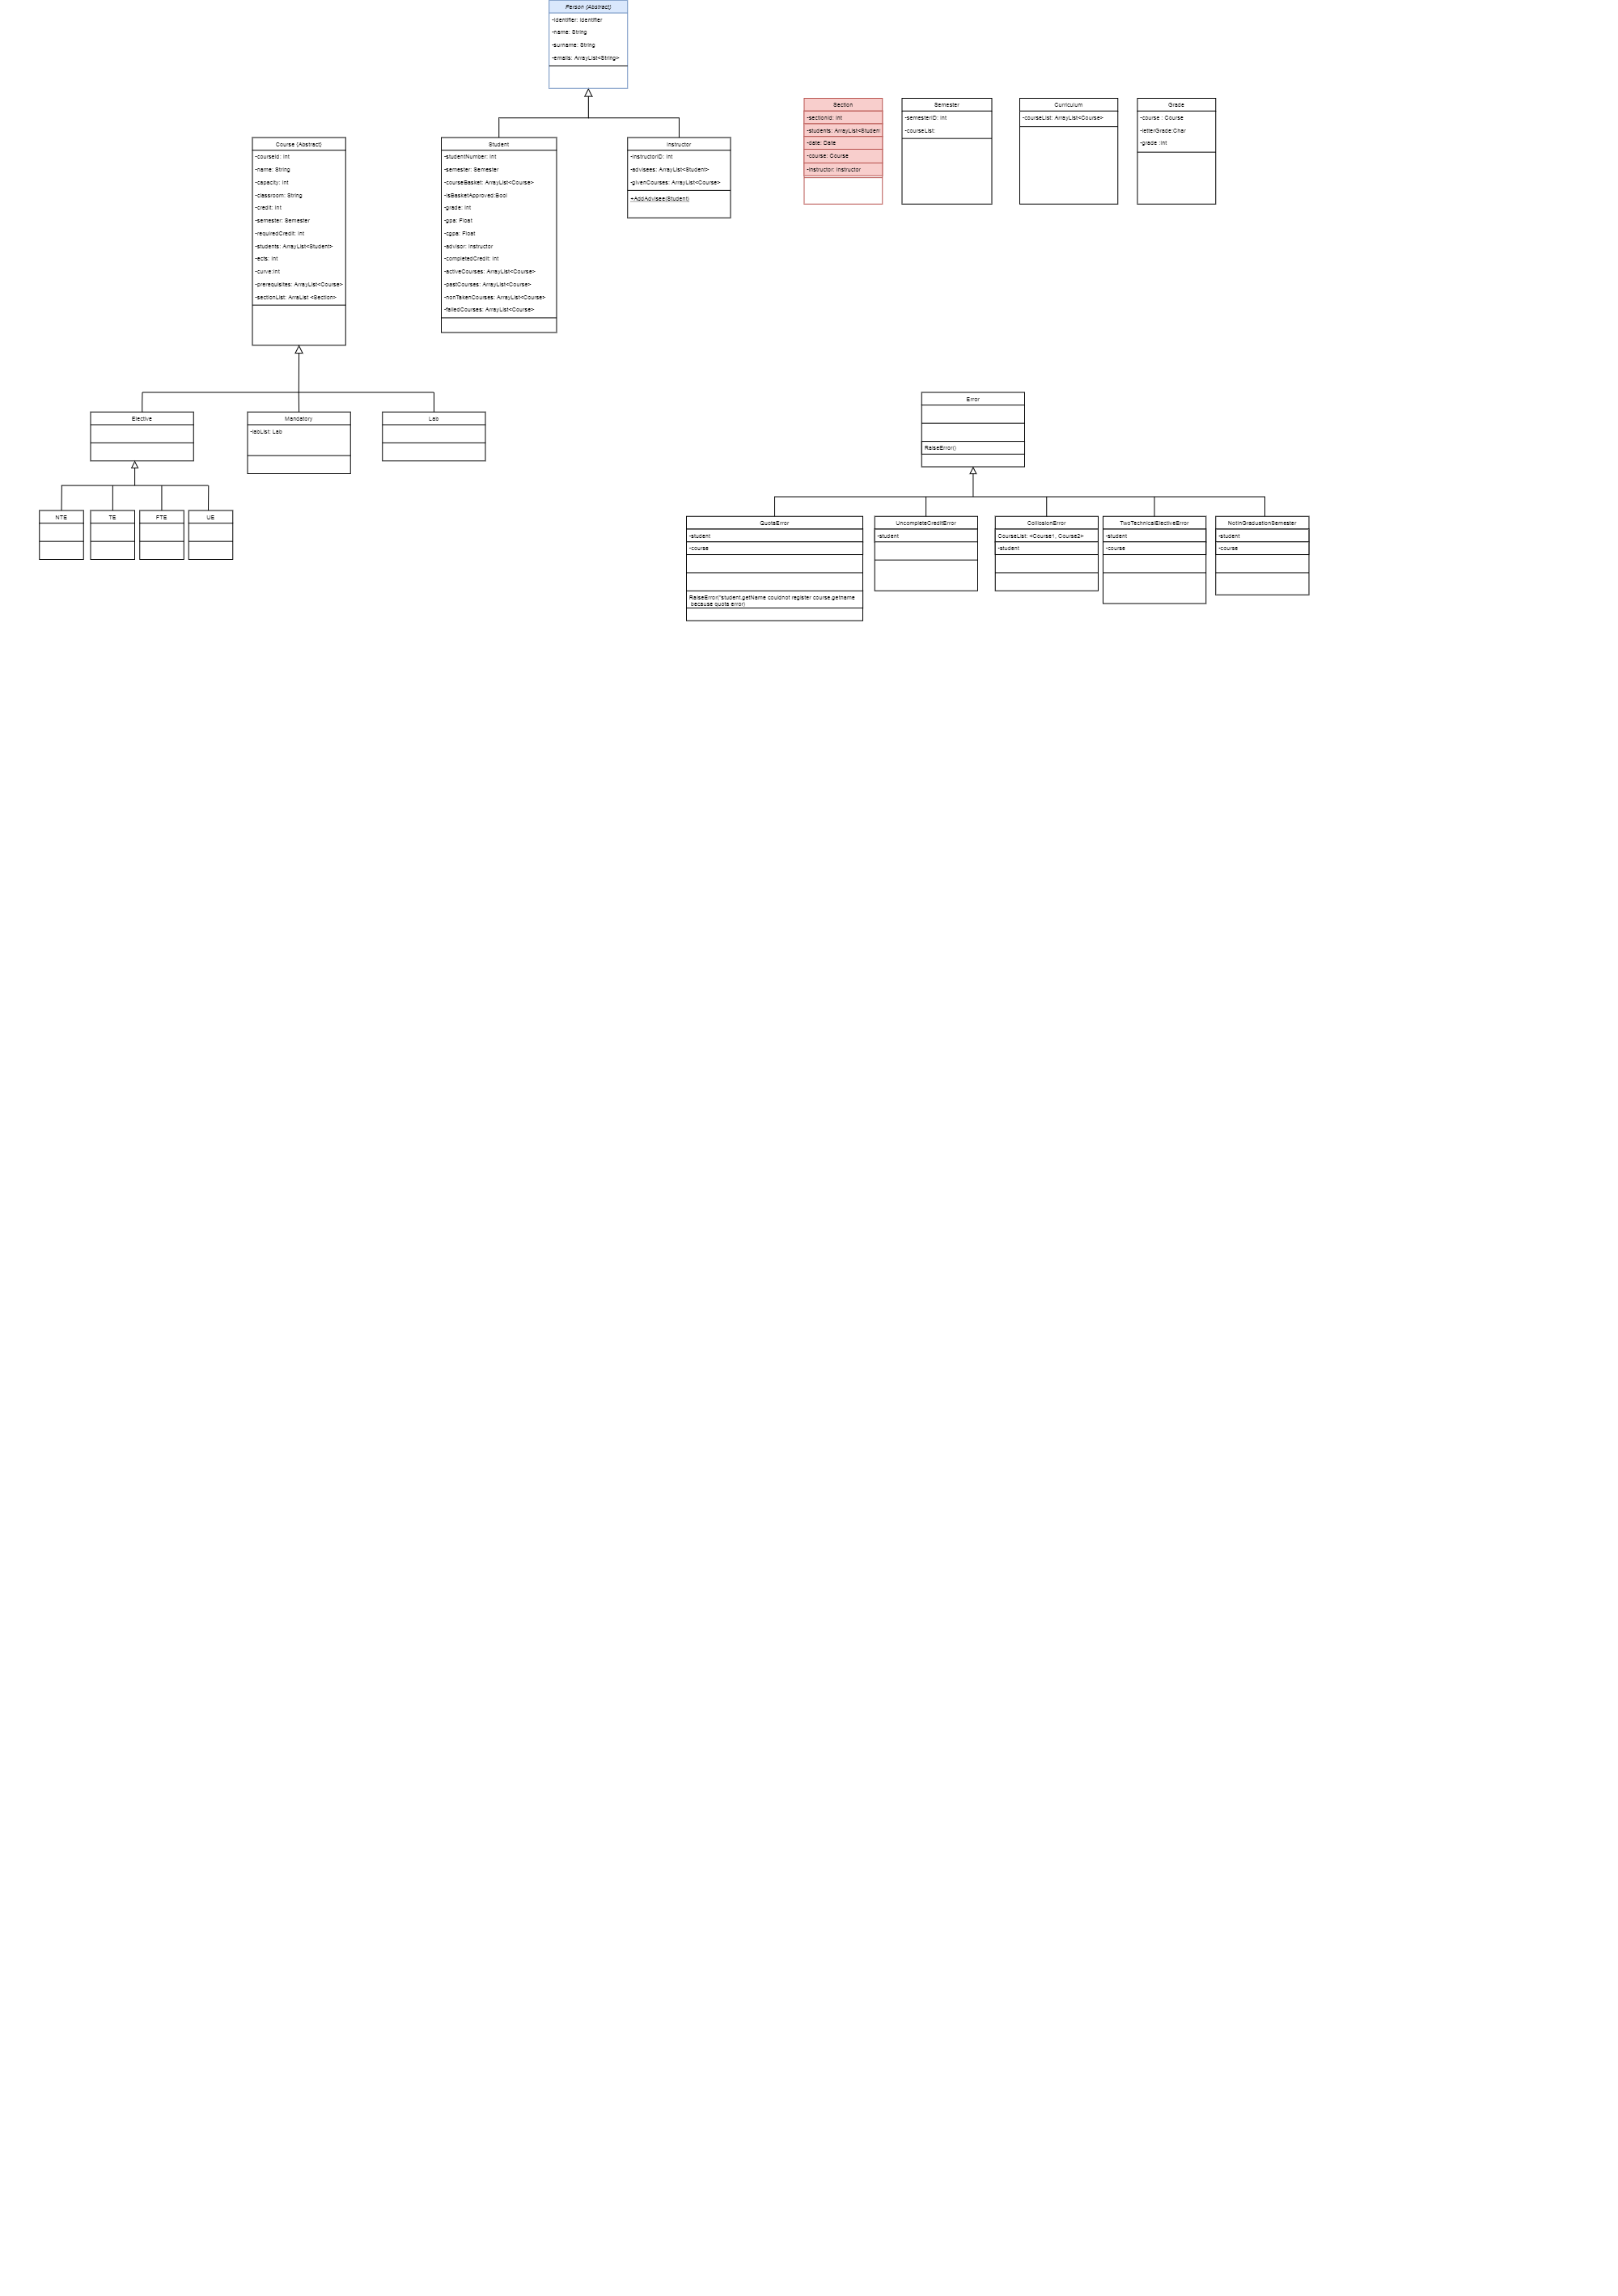 Person (Abstract)
-identifier: Identifier
-name: String
-surname: String
-emails: ArrayList<String>
Section
-sectionId: Int
-students: ArrayList<Student
-date: Date
-course: Course
-instructor: Instructor
Semester
-semesterID: Int
-courseList:
Curriculum
-courseList: ArrayList<Course>
Grade
-course : Course
-letterGrade:Char
-grade :int
Course (Abstract)
-courseId: Int
-name: String
-capacity: Int
-classroom: String
-credit: Int
-semester: Semester
-requiredCredit: Int
-students: ArrayList<Student>
-ects: Int
-curve:Int
-prerequisites: ArrayList<Course>
-sectionList: ArraList <Section>
Student
-studentNumber: Int
-semester: Semester
-courseBasket: ArrayList<Course>
-isBasketApproved:Bool
-grade: Int
-gpa: Float
-cgpa: Float
-advisor: Instructor
-completedCredit: Int
-activeCourses: ArrayList<Course>
-pastCourses: ArrayList<Course>
-nonTakenCourses: ArrayList<Course>
-failedCourses: ArrayList<Course>
Instructor
-instructorID: Int
-advisees: ArrayList<Student>
-givenCourses: ArrayList<Course>
+AddAdvisee(Student)
Elective
Mandatory
-labList: Lab
Lab
NTE
TE
FTE
UE
Error
RaiseError()
QuotaError
-student
-course
RaiseError("student.getName couldnot register course.getname
because quota error)
UncompleteCreditError
-student
CollosionError
CourseList: <Course1, Course2>
-student
TwoTechnicalElectiveError
-student
-course
NotInGraduationSemester
-student
-course